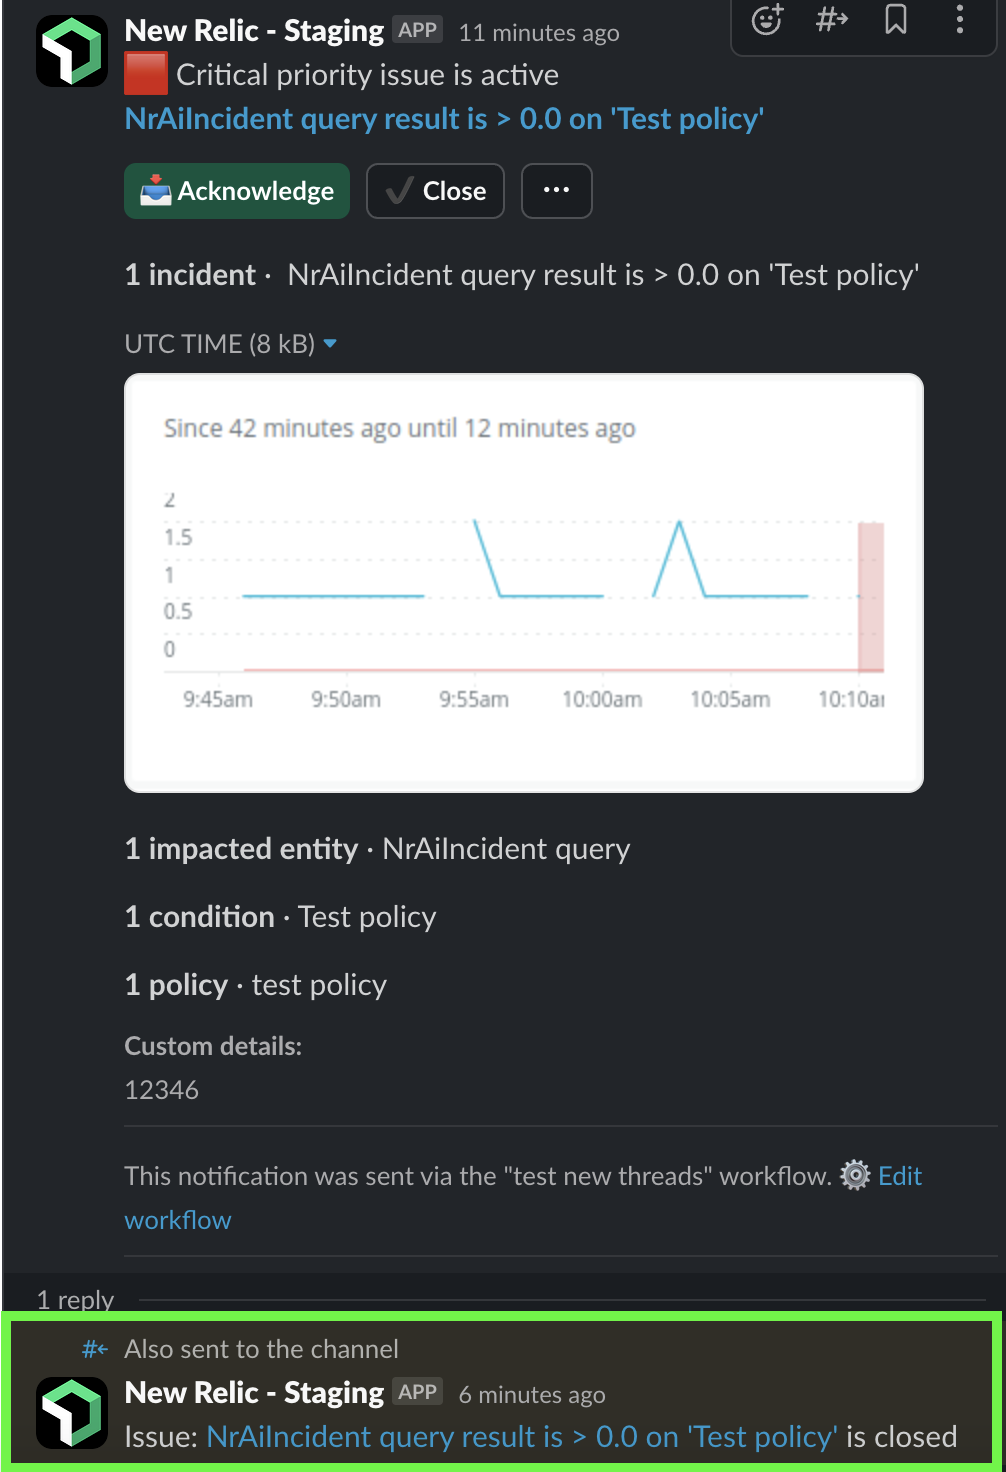 New Relic - Staging APP 11 minutes ago
Critical priority issue is active
NrAiIncident query result is > 0.0 on 'Test policy'
Acknowledge Close ...
1 incident · NrAiIncident query result is > 0.0 on 'Test policy'
UTC TIME (8 kB)
Since 42 minutes ago until 12 minutes ago
2
1.5
1
0.5
0
9:45am 9:50am 9:55am 10:00am 10:05am 10:10am
1 impacted entity · NrAiIncident query
1 condition · Test policy
1 policy · test policy
Custom details:
12346
This notification was sent via the "test new threads" workflow. Edit
workflow
1 reply
Also sent to the channel
New Relic - Staging APP 6 minutes ago
Issue: NrAiIncident query result is > 0.0 on 'Test policy' is closed